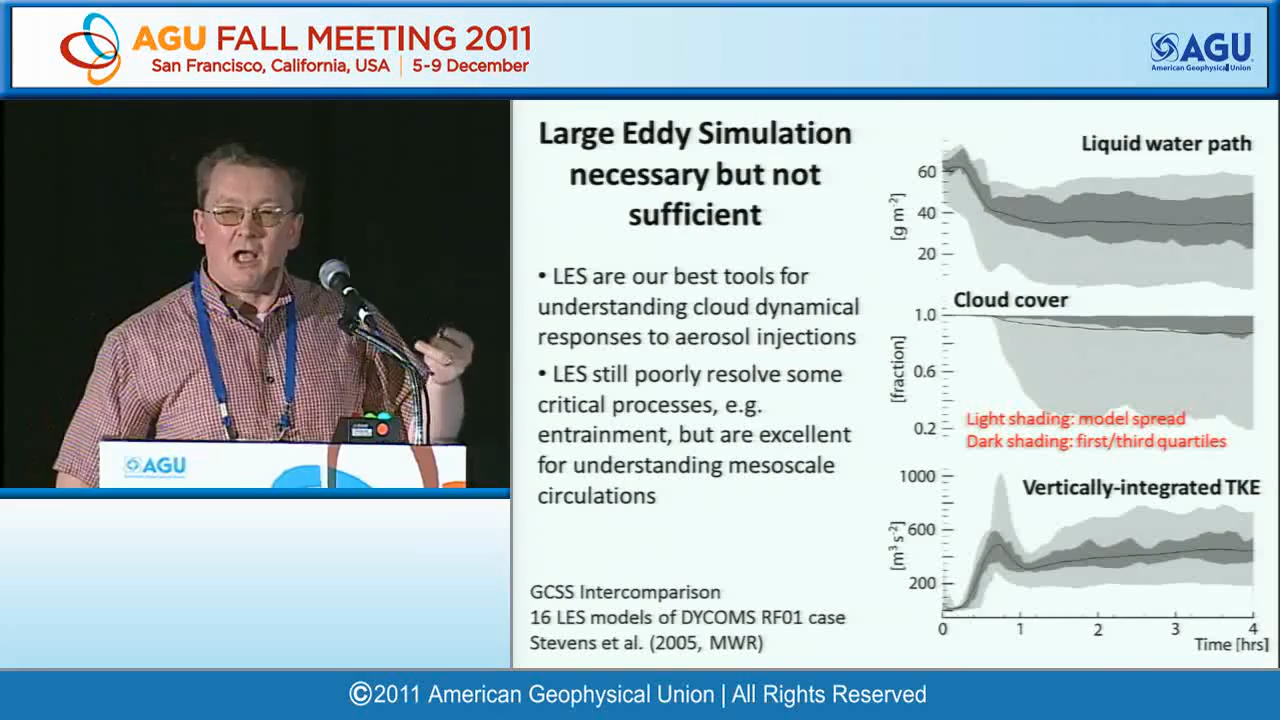 AGU FALL MEETING 2011
San Francisco, California, USA | 5-9 December
AGU
American Geophysical Union
AGU
Large Eddy Simulation
necessary but not
sufficient
• LES are our best tools for
understanding cloud dynamical
responses to aerosol injections
• LES still poorly resolve some
critical processes, e.g.
entrainment, but are excellent
for understanding mesoscale
circulations
GCSS Intercomparison
16 LES models of DYCOMS RF01 case
Stevens et al. (2005, MWR)
Liquid water path
60
40
20
[g m-2]
Cloud cover
1.0
0.6
0.2
[fraction]
Light shading: model spread
Dark shading: first/third quartiles
Vertically-integrated TKE
1000
600
200
[m3 s-2]
0 1 2 3 4
Time [hrs]
©2011 American Geophysical Union | All Rights Reserved